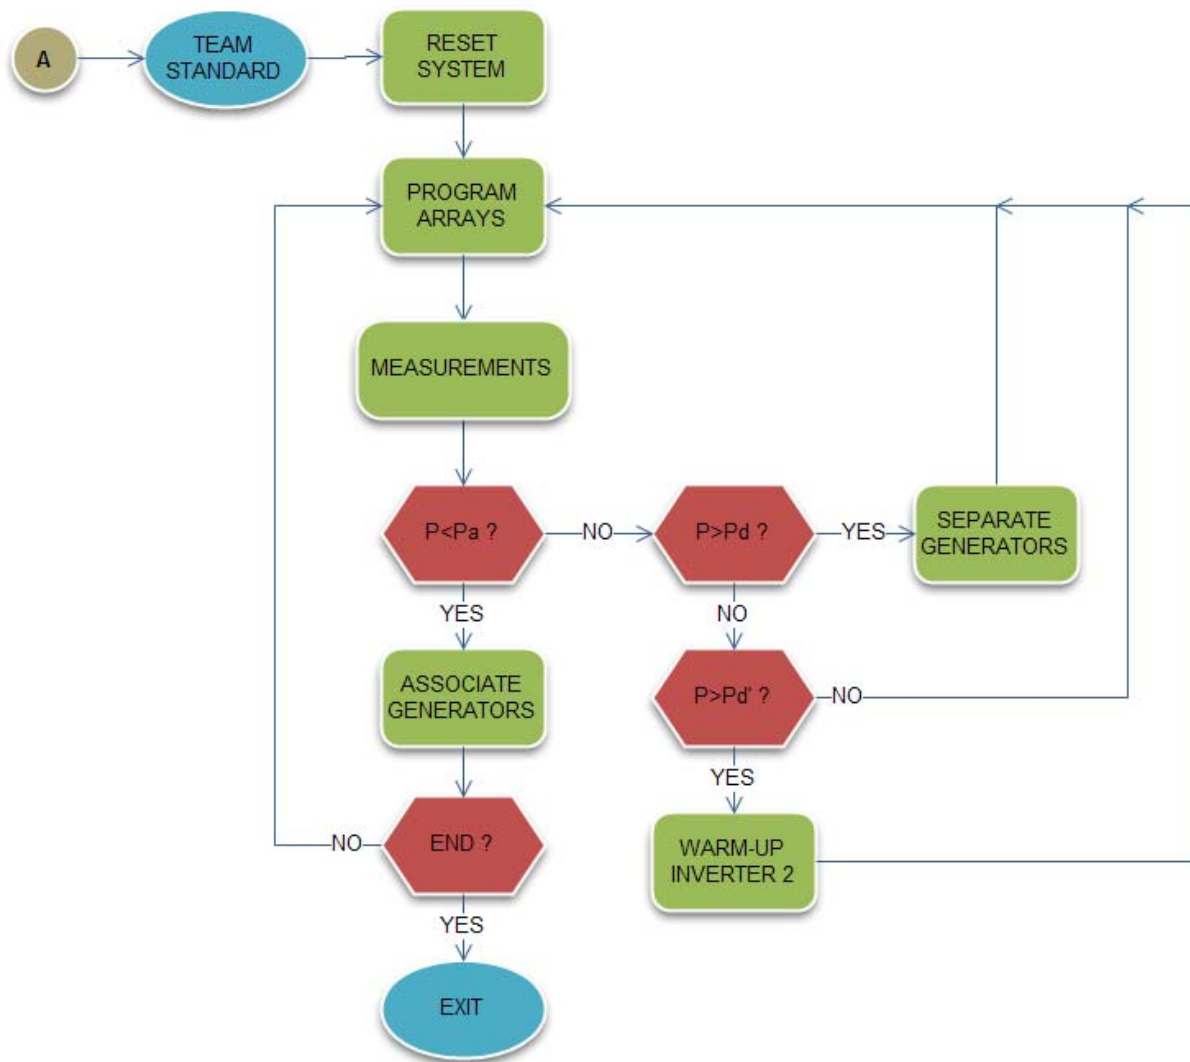 A
TEAM
STANDARD
RESET
SYSTEM
PROGRAM
ARRAYS
MEASUREMENTS
P<Pa ?
NO
P>Pd ?
YES
SEPARATE
GENERATORS
YES
NO
ASSOCIATE
GENERATORS
P>Pd' ?
NO
YES
NO
END ?
WARM-UP
INVERTER 2
YES
EXIT